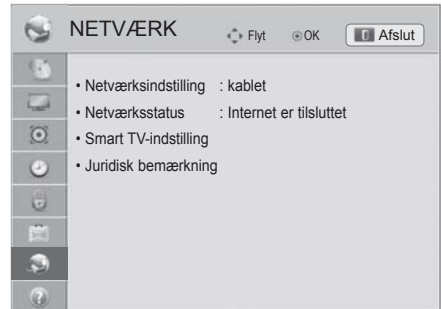 NETVÆRK
Flyt OK Afslut
• Netværksindstilling : kablet
• Netværksstatus : Internet er tilsluttet
• Smart TV-indstilling
• Juridisk bemærkning